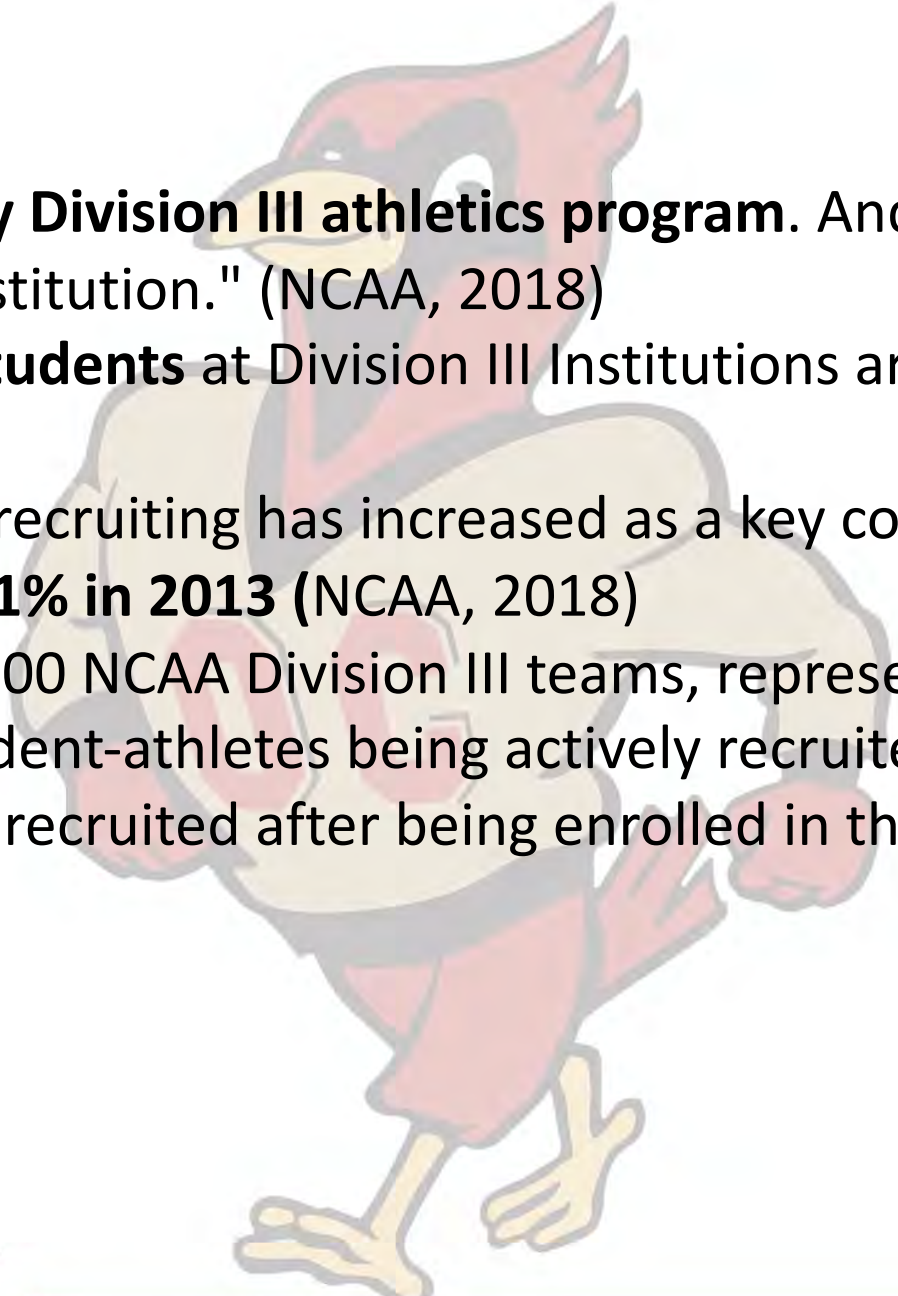 y Division III athletics program. And
stitution." (NCAA, 2018)
tudents at Division III Institutions ar
recruiting has increased as a key co
1% in 2013 (NCAA, 2018)
00 NCAA Division III teams, represe
dent-athletes being actively recruite
recruited after being enrolled in th
OC